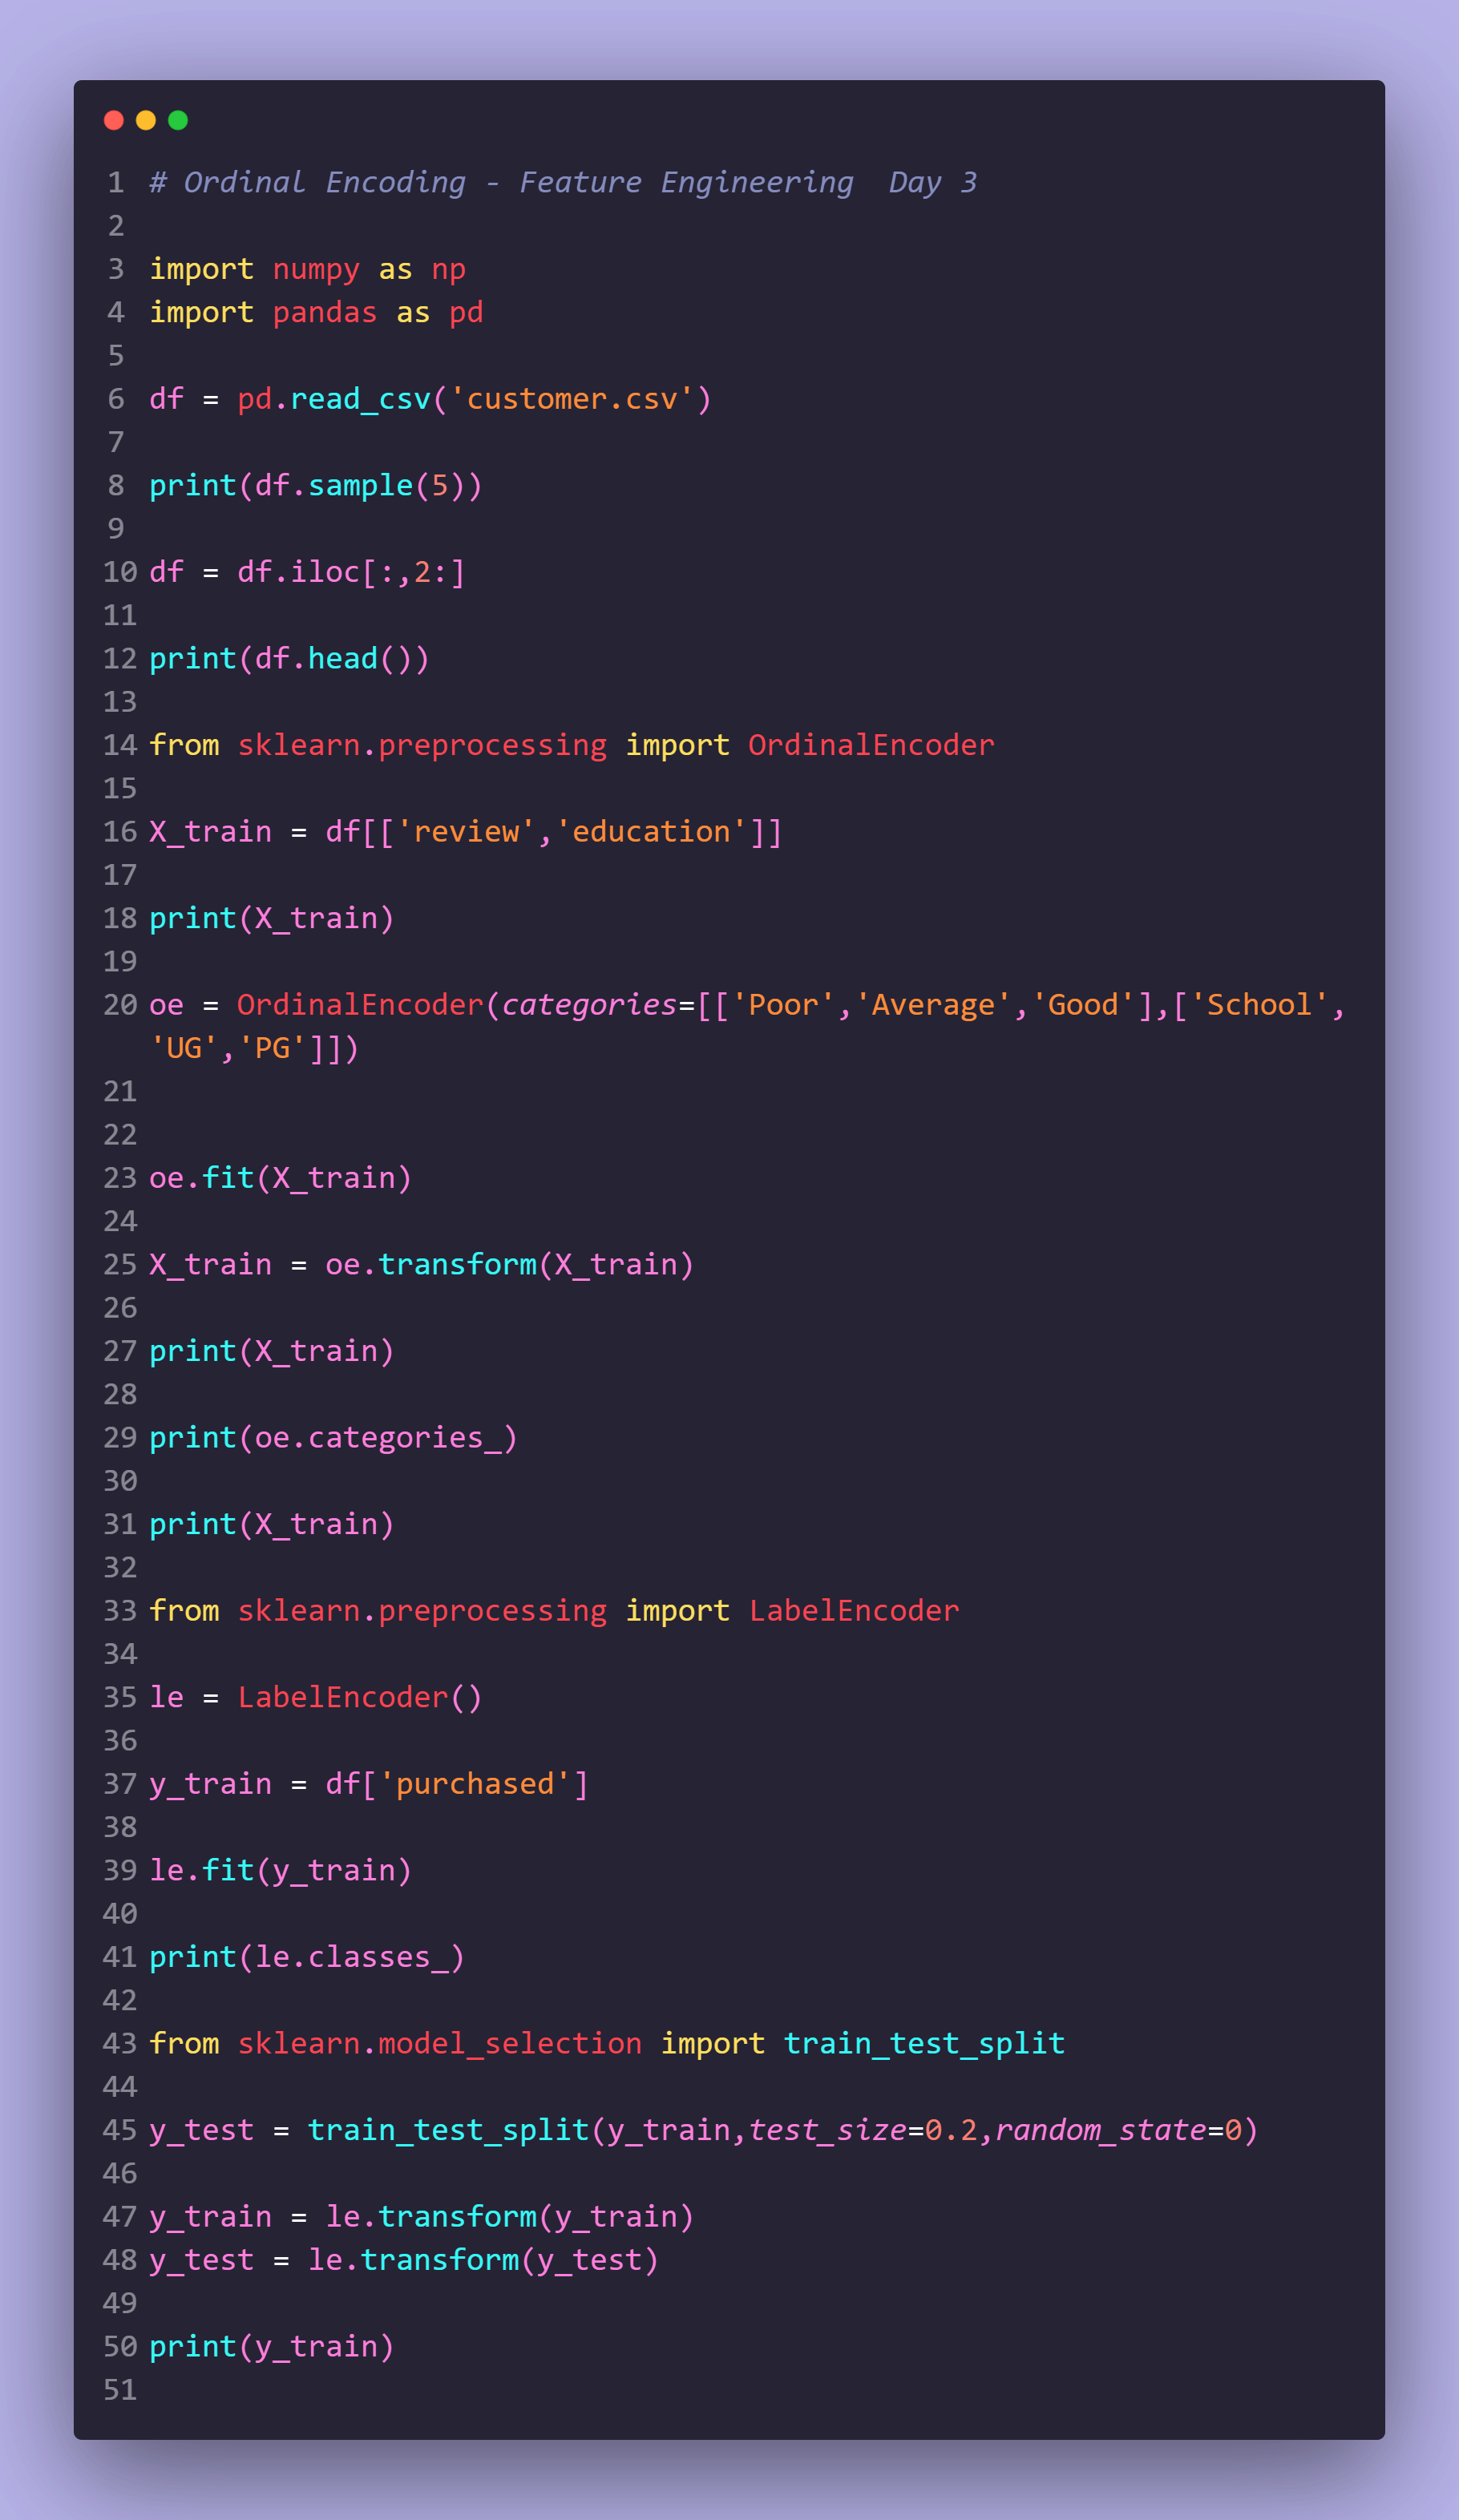 1 # Ordinal Encoding - Feature Engineering  Day 3
2
3 import numpy as np
4 import pandas as pd
5
6 df = pd.read_csv('customer.csv')
7
8 print(df.sample(5))
9
10 df = df.iloc[:,2:]
11
12 print(df.head())
13
14 from sklearn.preprocessing import OrdinalEncoder
15
16 X_train = df[['review','education']]
17
18 print(X_train)
19
20 oe = OrdinalEncoder(categories=[['Poor','Average','Good'],['School',
'UG','PG']])
21
22
23 oe.fit(X_train)
24
25 X_train = oe.transform(X_train)
26
27 print(X_train)
28
29 print(oe.categories_)
30
31 print(X_train)
32
33 from sklearn.preprocessing import LabelEncoder
34
35 le = LabelEncoder()
36
37 y_train = df['purchased']
38
39 le.fit(y_train)
40
41 print(le.classes_)
42
43 from sklearn.model_selection import train_test_split
44
45 y_test = train_test_split(y_train,test_size=0.2,random_state=0)
46
47 y_train = le.transform(y_train)
48 y_test = le.transform(y_test)
49
50 print(y_train)
51